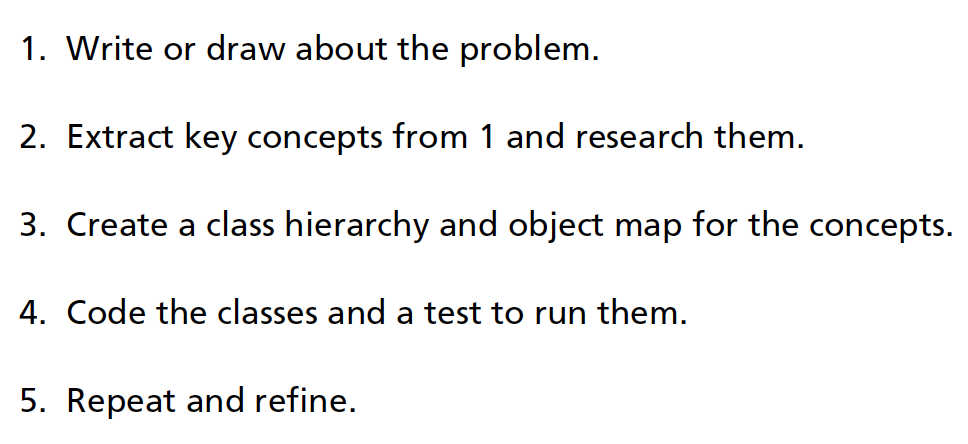 1. Write or draw about the problem.
2. Extract key concepts from 1 and research them.
3. Create a class hierarchy and object map for the concepts.
4. Code the classes and a test to run them.
5. Repeat and refine.